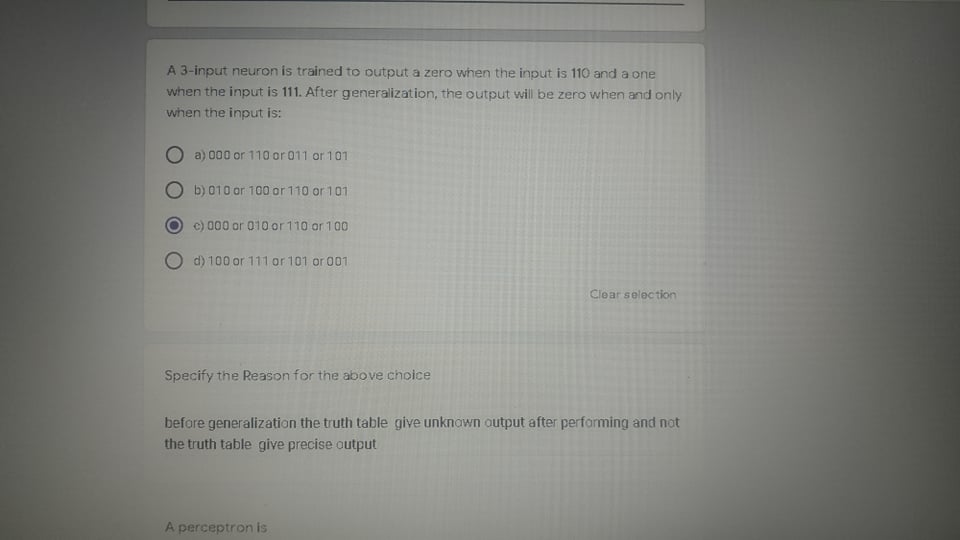 A 3-input neuron is trained to output a zero when the input is 110 and a one
when the input is 111. After generalization, the output will be zero when and only
when the input is:
a) 000 or 110 or 011 or 101
b) 010 or 100 or 110 or 101
c) 000 or 010 or 110 or 100
d) 100 or 111 or 101 or 001
Clear selection
Specify the Reason for the above choice
before generalization the truth table give unknown output after performing and not
the truth table give precise output
A perceptron is